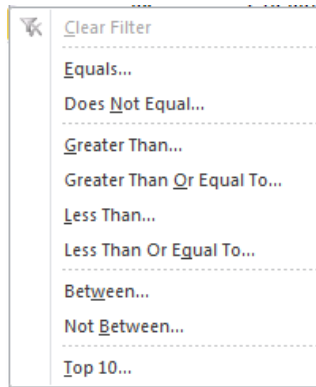 Clear Filter
Equals...
Does Not Equal...
Greater Than...
Greater Than Or Equal To...
Less Than...
Less Than Or Equal To...
Between...
Not Between...
Top 10...